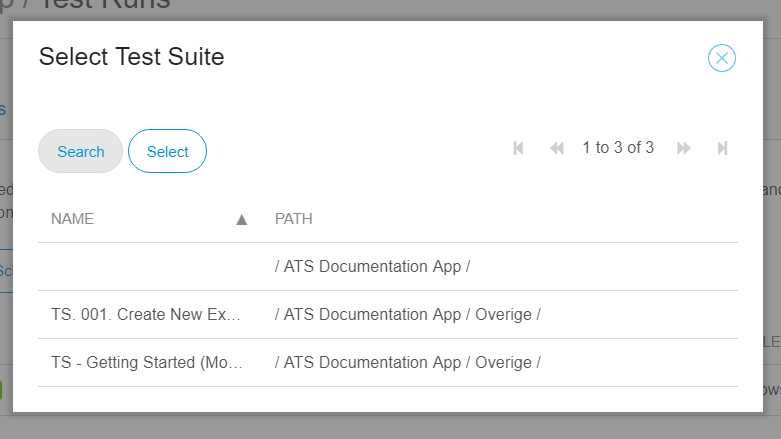 / Test Runs
Select Test Suite
Search Select 1 to 3 of 3
NAME ▲ PATH
/ ATS Documentation App /
TS. 001. Create New Ex... / ATS Documentation App / Overige /
TS - Getting Started (Mo... / ATS Documentation App / Overige /